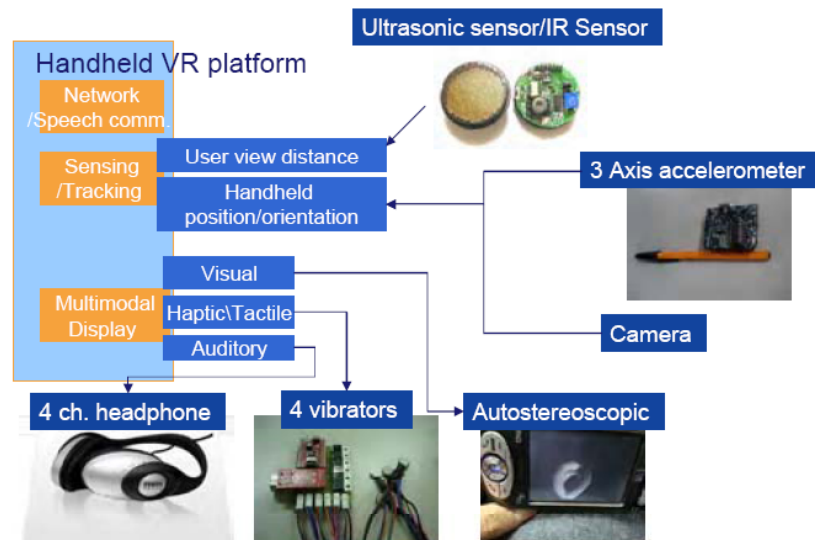 Ultrasonic sensor/IR Sensor
Handheld VR platform
Network
/Speech comm.
Sensing
/Tracking
User view distance
Handheld
position/orientation
3 Axis accelerometer
Visual
Multimodal
Display
Haptic\Tactile
Auditory
Camera
4 ch. headphone
4 vibrators
Autostereoscopic